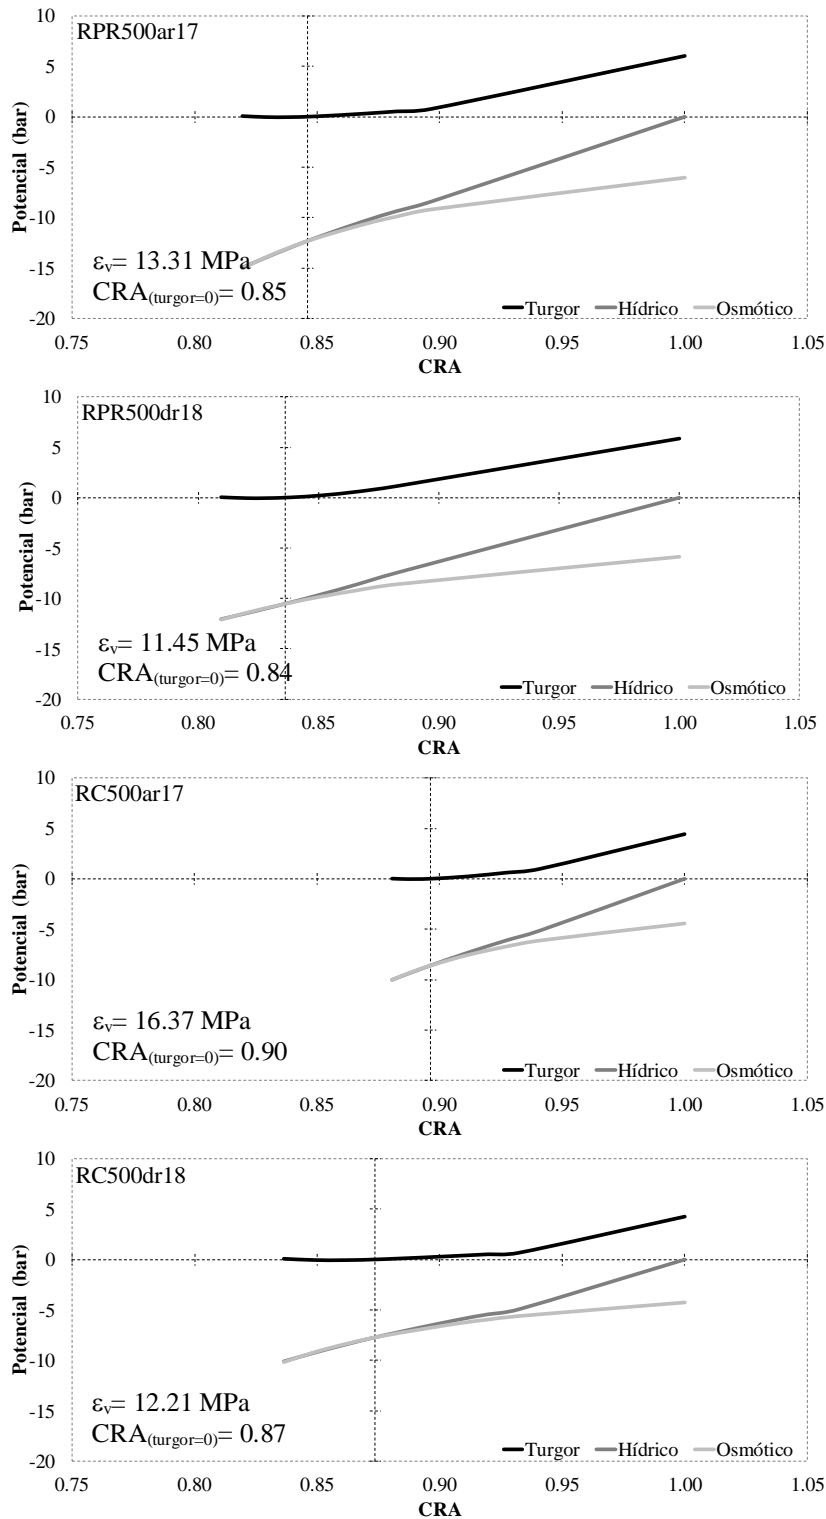 RPR500ar17
10
5
0
-5
-10
-15
-20
Potencial (bar)
εv= 13.31 MPa
CRA(turgor=0)= 0.85
Turgor Hídrico Osmótico
0.75 0.80 0.85 0.90 0.95 1.00 1.05
CRA
RPR500dr18
10
5
0
-5
-10
-15
-20
Potencial (bar)
εv= 11.45 MPa
CRA(turgor=0)= 0.84
Turgor Hídrico Osmótico
0.75 0.80 0.85 0.90 0.95 1.00 1.05
CRA
RC500ar17
10
5
0
-5
-10
-15
-20
Potencial (bar)
εv= 16.37 MPa
CRA(turgor=0)= 0.90
Turgor Hídrico Osmótico
0.75 0.80 0.85 0.90 0.95 1.00 1.05
CRA
RC500dr18
10
5
0
-5
-10
-15
-20
Potencial (bar)
εv= 12.21 MPa
CRA(turgor=0)= 0.87
Turgor Hídrico Osmótico
0.75 0.80 0.85 0.90 0.95 1.00 1.05
CRA